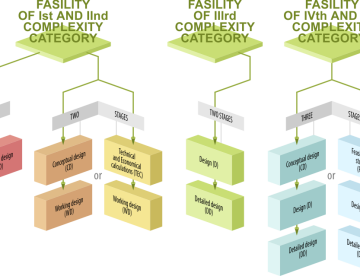 FASILITY
OF Ist AND IInd
COMPLEXITY
CATEGORY
FASILITY
OF IIIrd
COMPLEXITY
CATEGORY
FASILITY
OF IVth AND
COMPLEXITY
CATEGORY
TWO STAGES
TWO STAGES
THREE STAGES
design
Conceptual design
(CD)
or
Technical
and Economical
calculations (TEC)
Working design
(WD)
Working design
(WD)
Design (D)
Detailed design
(DD)
Conceptual design
(CD)
or
Design (D)
Detailed design
(DD)